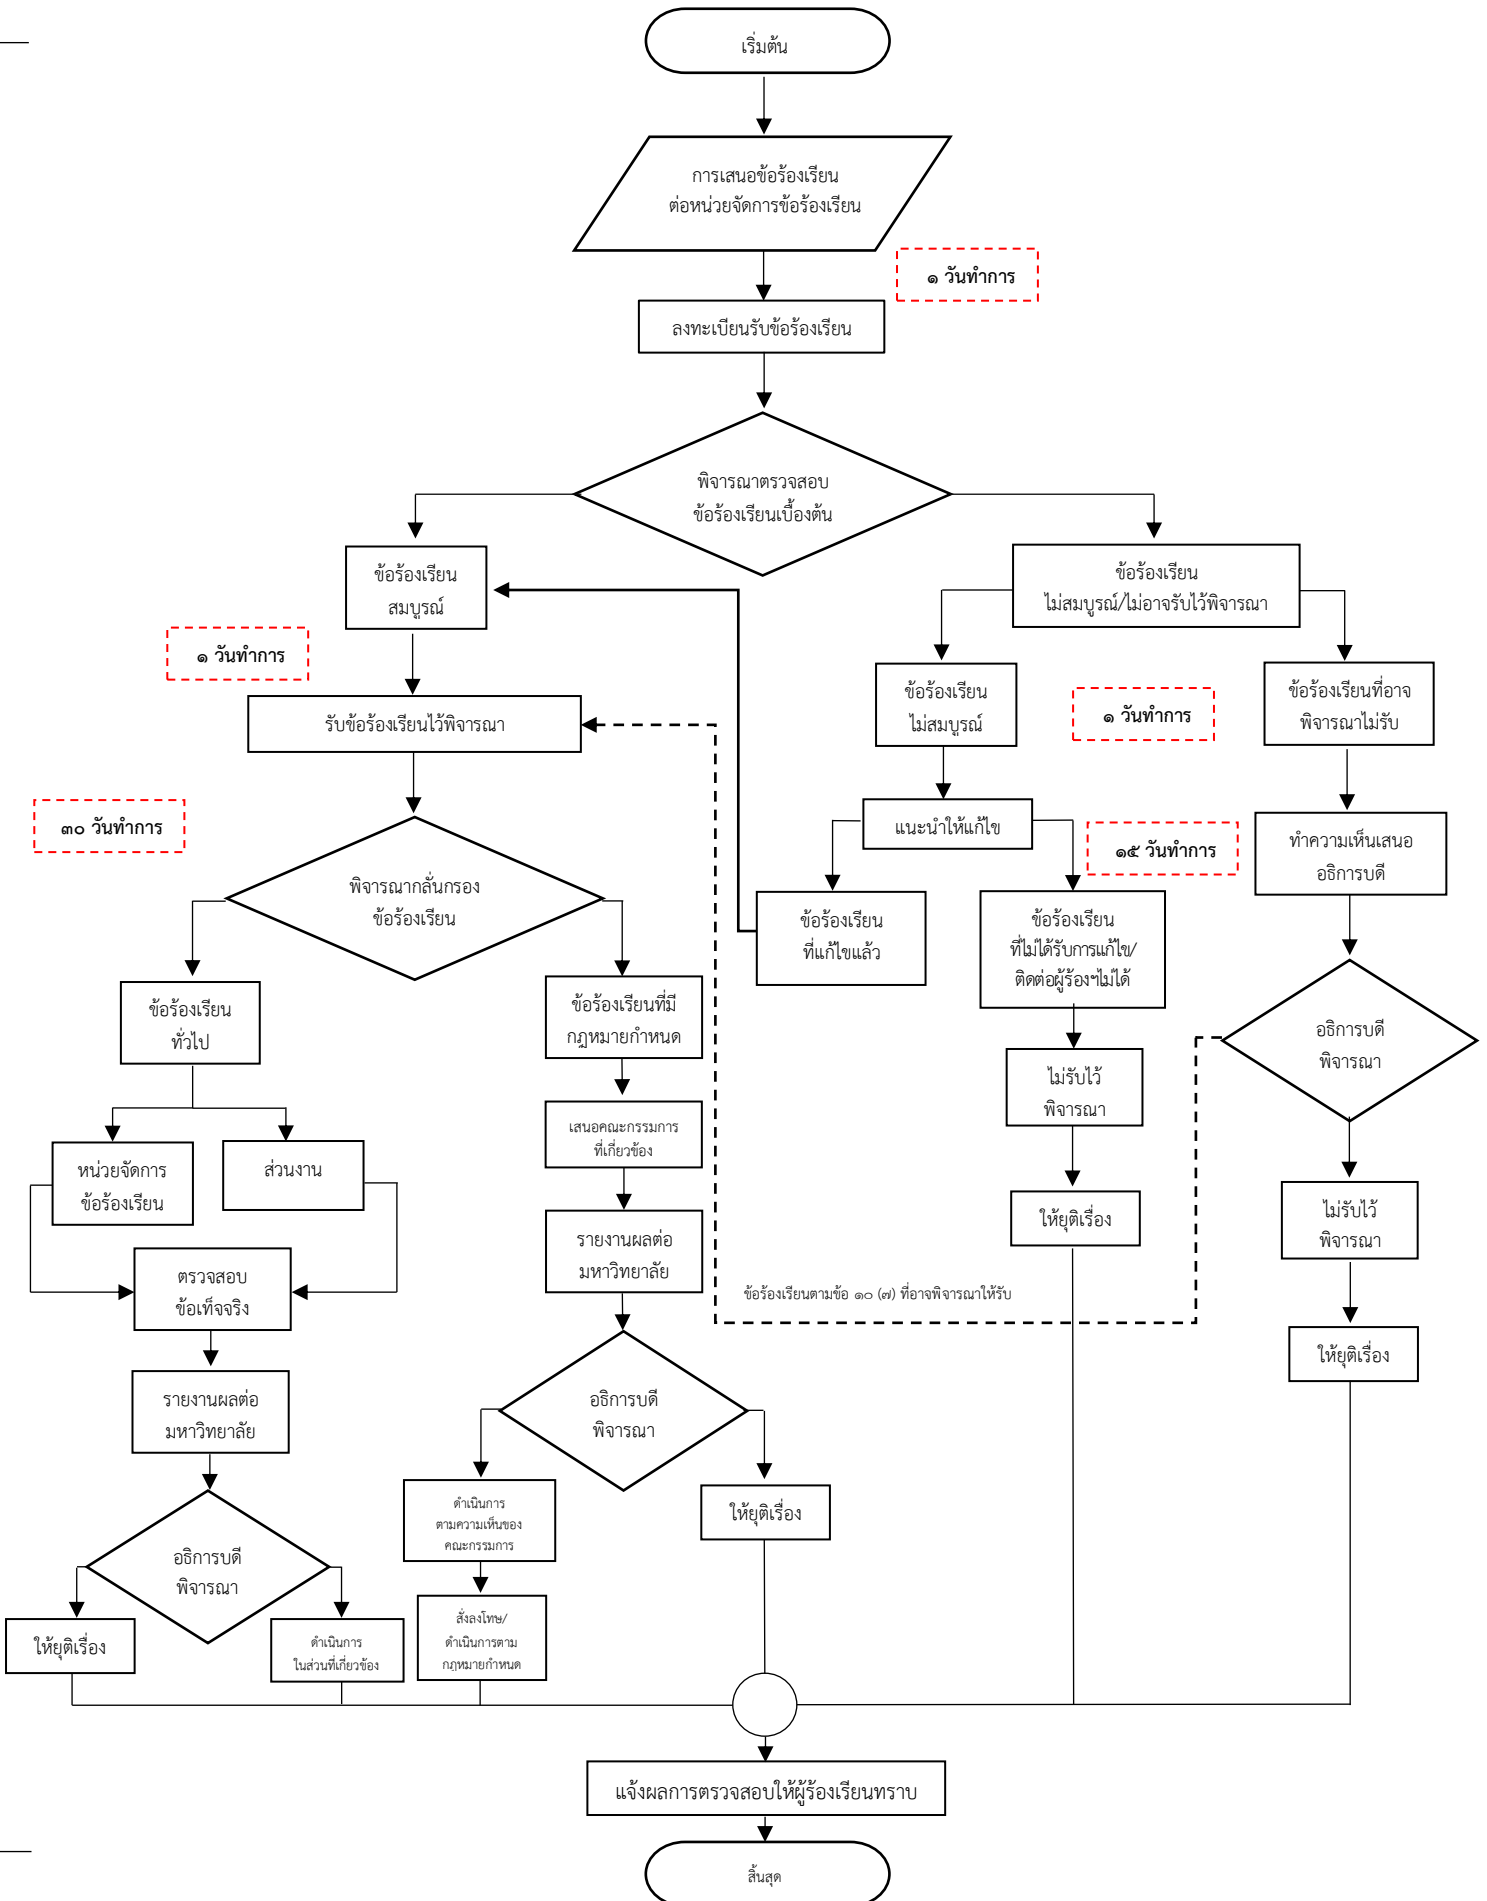 เริ่มต้น
การเสนอข้อร้องเรียน
ต่อหน่วยจัดการข้อร้องเรียน
๑ วันทำการ
ลงทะเบียนรับข้อร้องเรียน
พิจารณาตรวจสอบ
ข้อร้องเรียนเบื้องต้น
ข้อร้องเรียน
สมบูรณ์
ข้อร้องเรียน
ไม่สมบูรณ์/ไม่อาจรับไว้พิจารณา
๑ วันทำการ
ข้อร้องเรียน
ไม่สมบูรณ์
๑ วันทำการ
ข้อร้องเรียนที่อาจ
พิจารณาไม่รับ
รับข้อร้องเรียนไว้พิจารณา
๓๐ วันทำการ
แนะนำให้แก้ไข
๑๕ วันทำการ
ทำความเห็นเสนอ
อธิการบดี
พิจารณากลั่นกรอง
ข้อร้องเรียน
ข้อร้องเรียน
ที่แก้ไขแล้ว
ข้อร้องเรียน
ที่ไม่ได้รับการแก้ไข/
ติดต่อผู้ร้องฯไม่ได้
ข้อร้องเรียน
ทั่วไป
ข้อร้องเรียนที่มี
กฎหมายกำหนด
อธิการบดี
พิจารณา
ไม่รับไว้
พิจารณา
หน่วยจัดการ
ข้อร้องเรียน
ส่วนงาน
เสนอคณะกรรมการ
ที่เกี่ยวข้อง
ให้ยุติเรื่อง
ไม่รับไว้
พิจารณา
ตรวจสอบ
ข้อเท็จจริง
รายงานผลต่อ
มหาวิทยาลัย
ข้อร้องเรียนตามข้อ ๑๐ (๗) ที่อาจพิจารณาให้รับ
ให้ยุติเรื่อง
รายงานผลต่อ
มหาวิทยาลัย
อธิการบดี
พิจารณา
ดำเนินการ
ตามความเห็นของ
คณะกรรมการ
ให้ยุติเรื่อง
อธิการบดี
พิจารณา
ให้ยุติเรื่อง
ดำเนินการ
ในส่วนที่เกี่ยวข้อง
สั่งลงโทษ/
ดำเนินการตาม
กฎหมายกำหนด
แจ้งผลการตรวจสอบให้ผู้ร้องเรียนทราบ
สิ้นสุด